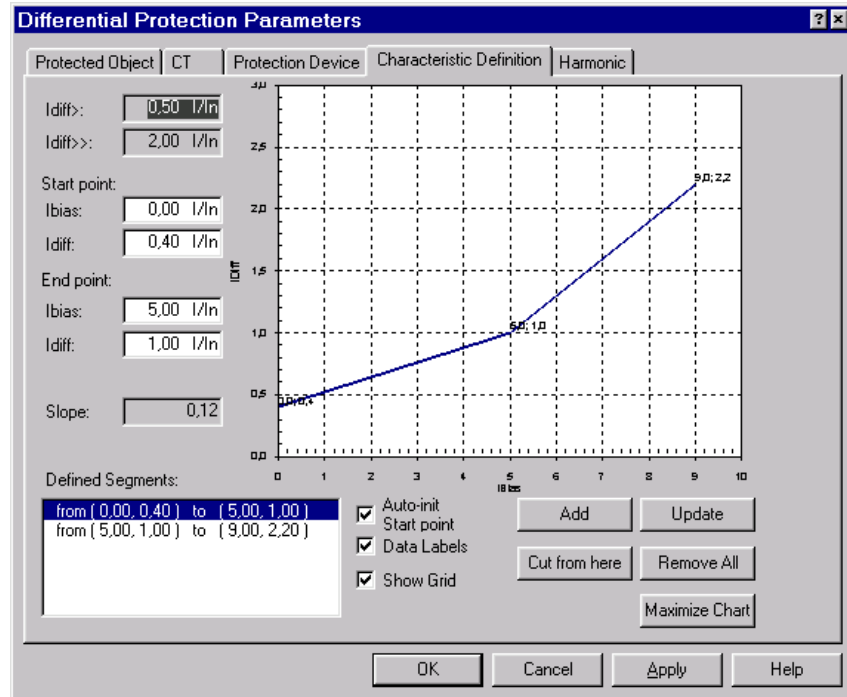 Differential Protection Parameters
Protected Object CT Protection Device Characteristic Definition Harmonic
Idiff>: 0,50 I/In
Idiff>>: 2,00 I/In
Start point:
Ibias: 0,00 I/In
Idiff: 0,40 I/In
End point:
Ibias: 5,00 I/In
Idiff: 1,00 I/In
Slope: 0,12
3,0
2,5
2,0
1,5
1,0
0,5
0,0
IDiff
0,0; 0,4
5,0; 1,0
9,0; 2,2
0 1 2 3 4 5 6 7 8 9 10
IBias
Defined Segments:
from ( 0,00, 0,40 ) to ( 5,00, 1,00 )
from ( 5,00, 1,00 ) to ( 9,00, 2,20 )
Auto-init
Start point
Data Labels
Show Grid
Add Update
Cut from here Remove All
Maximize Chart
OK Cancel Apply Help